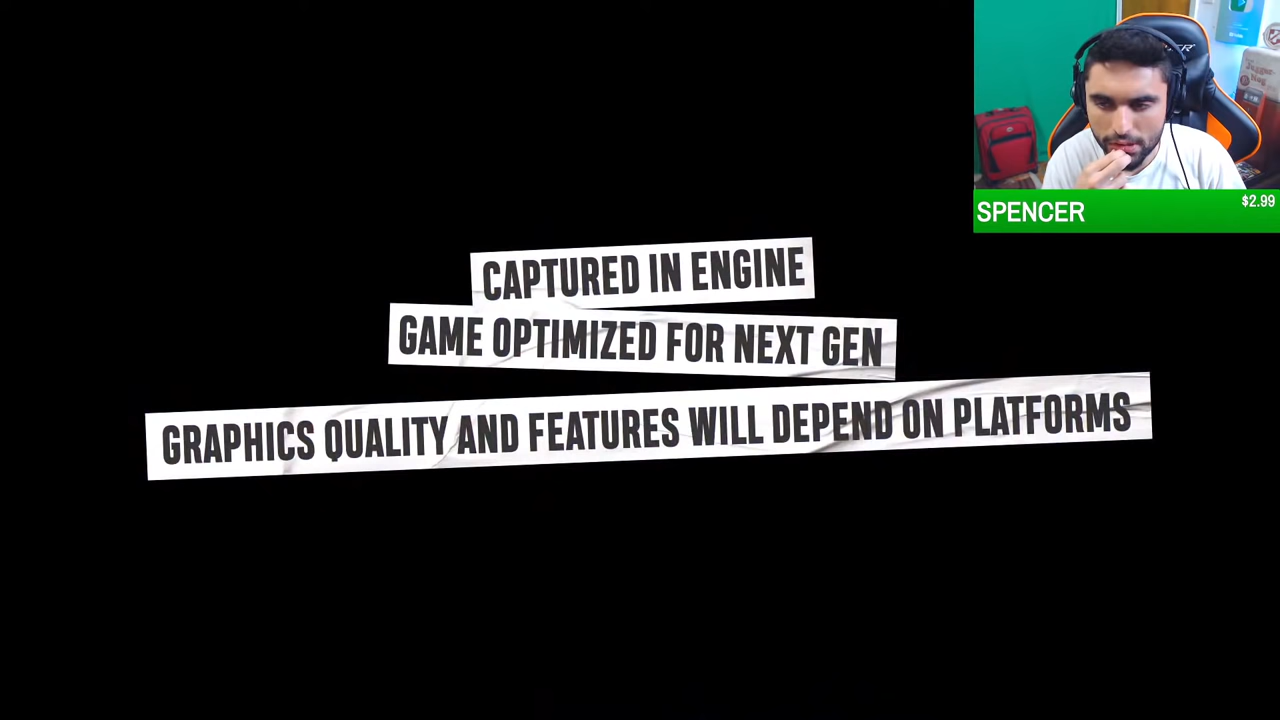 SPENCER
$2.99
CAPTURED IN ENGINE
GAME OPTIMIZED FOR NEXT GEN
GRAPHICS QUALITY AND FEATURES WILL DEPEND ON PLATFORMS